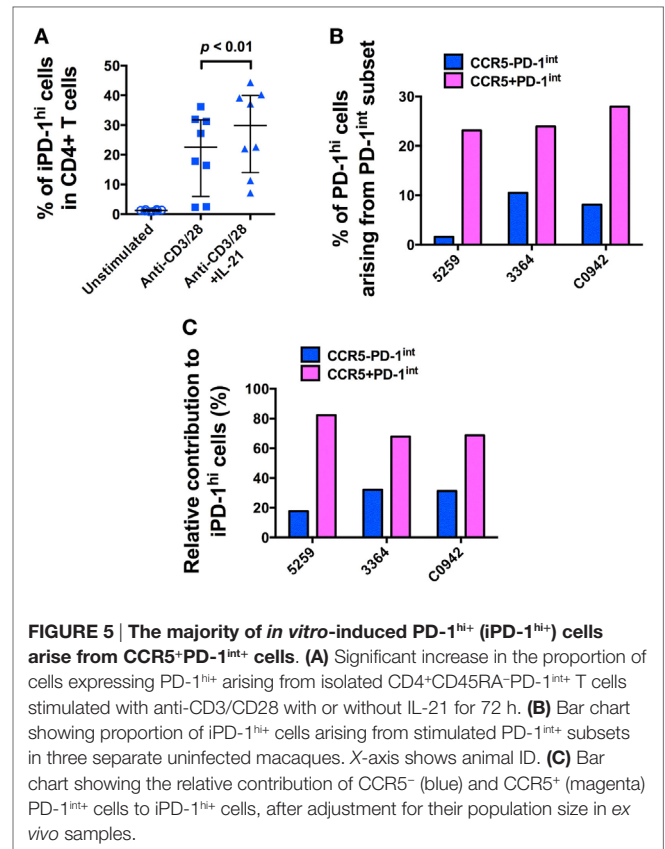 A
p < 0.01
% of iPD-1ʰⁱ cells
in CD4+ T cells
50
40
30
20
10
0
Unstimulated
Anti-CD3/28
Anti-CD3/28
+IL-21
B
CCR5-PD-1ⁱⁿᵗ
CCR5+PD-1ⁱⁿᵗ
% of PD-1ʰⁱ cells
arising from PD-1ⁱⁿᵗ subset
30
20
10
0
5259
3364
C0942
C
CCR5-PD-1ⁱⁿᵗ
CCR5+PD-1ⁱⁿᵗ
Relative contribution to
iPD-1ʰⁱ cells (%)
100
80
60
40
20
0
5259
3364
C0942
FIGURE 5 | The majority of in vitro-induced PD-1ʰⁱ⁺ (iPD-1ʰⁱ⁺) cells
arise from CCR5⁺PD-1ⁱⁿᵗ⁺ cells. (A) Significant increase in the proportion of
cells expressing PD-1ʰⁱ⁺ arising from isolated CD4⁺CD45RA⁻PD-1ⁱⁿᵗ⁺ T cells
stimulated with anti-CD3/CD28 with or without IL-21 for 72 h. (B) Bar chart
showing proportion of iPD-1ʰⁱ⁺ cells arising from stimulated PD-1ⁱⁿᵗ⁺ subsets
in three separate uninfected macaques. X-axis shows animal ID. (C) Bar
chart showing the relative contribution of CCR5⁻ (blue) and CCR5⁺ (magenta)
PD-1ⁱⁿᵗ⁺ cells to iPD-1ʰⁱ⁺ cells, after adjustment for their population size in ex
vivo samples.